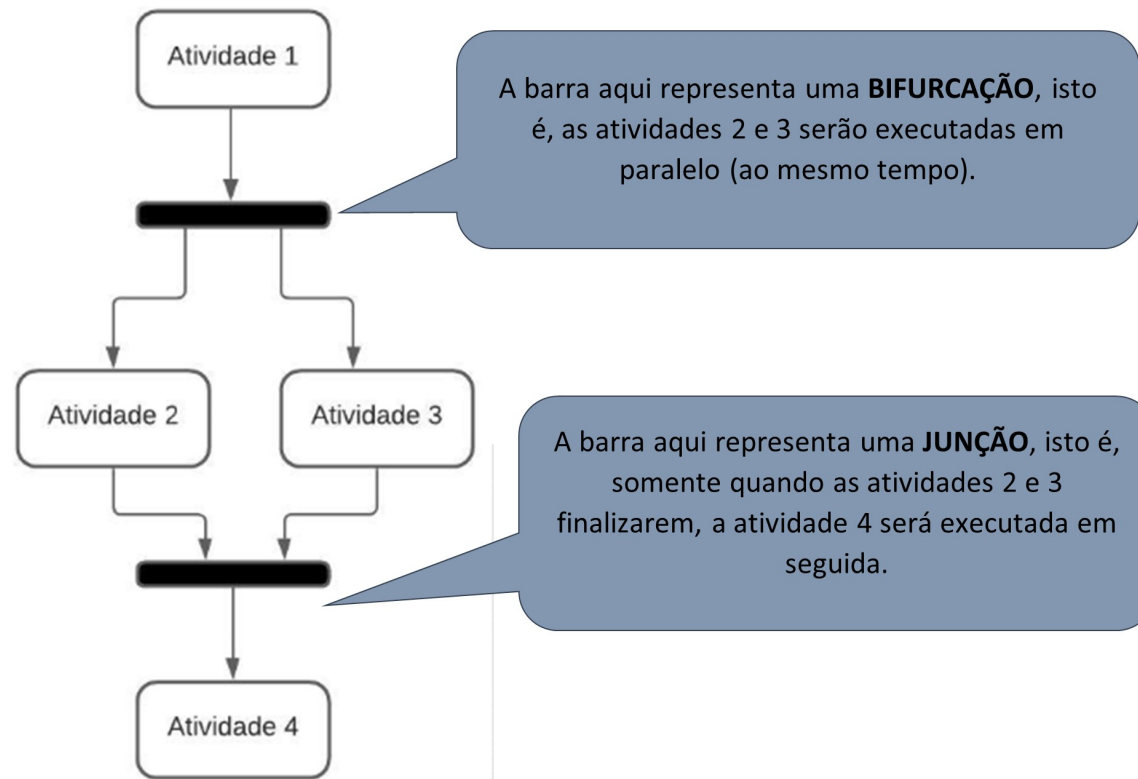 Atividade 1
A barra aqui representa uma BIFURCAÇÃO, isto
é, as atividades 2 e 3 serão executadas em
paralelo (ao mesmo tempo).
Atividade 2
Atividade 3
A barra aqui representa uma JUNÇÃO, isto é,
somente quando as atividades 2 e 3
finalizarem, a atividade 4 será executada em
seguida.
Atividade 4